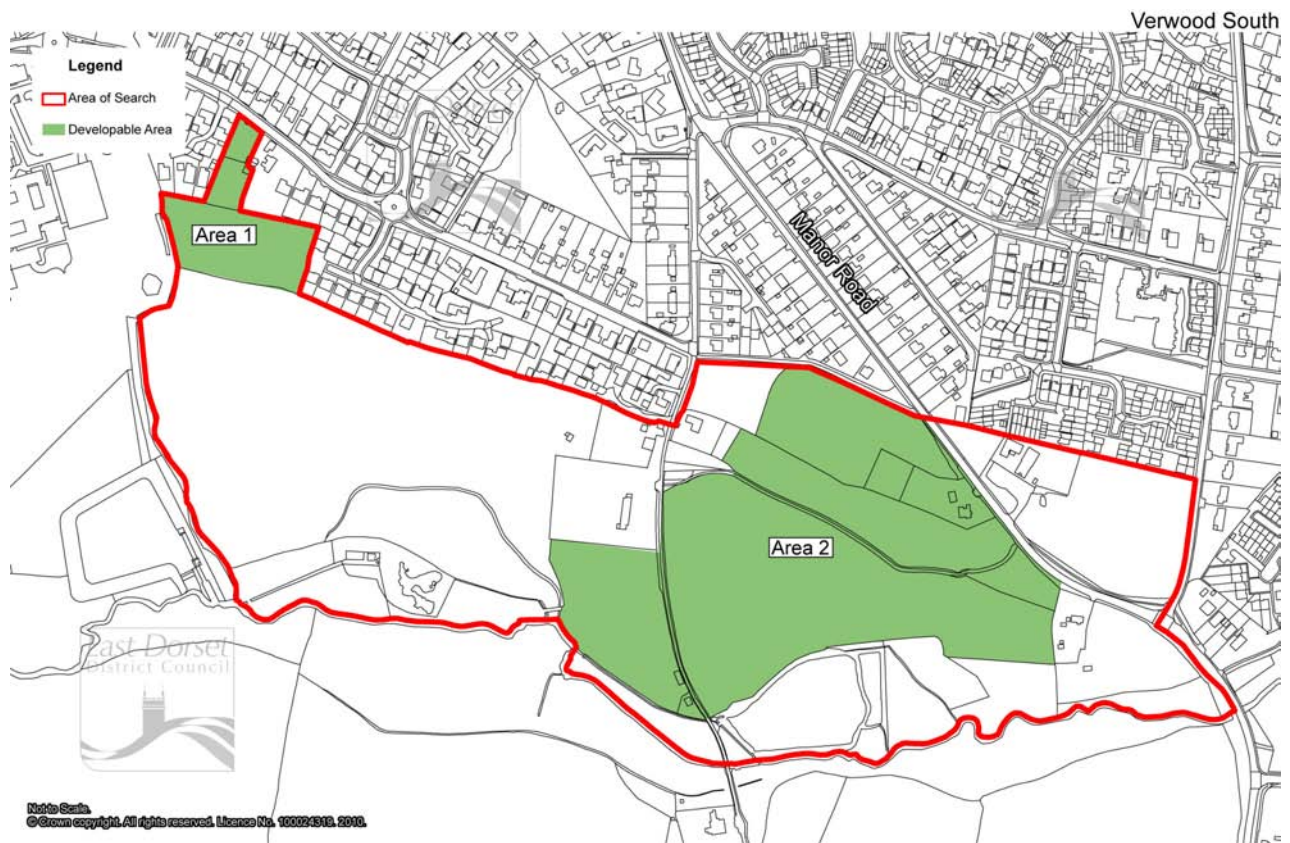 Verwood South
Legend
Area of Search
Developable Area
Area 1
Manor Road
Area 2
East Dorset
District Council
Not to Scale.
© Crown copyright. All rights reserved. Licence No. 100024319. 2010.